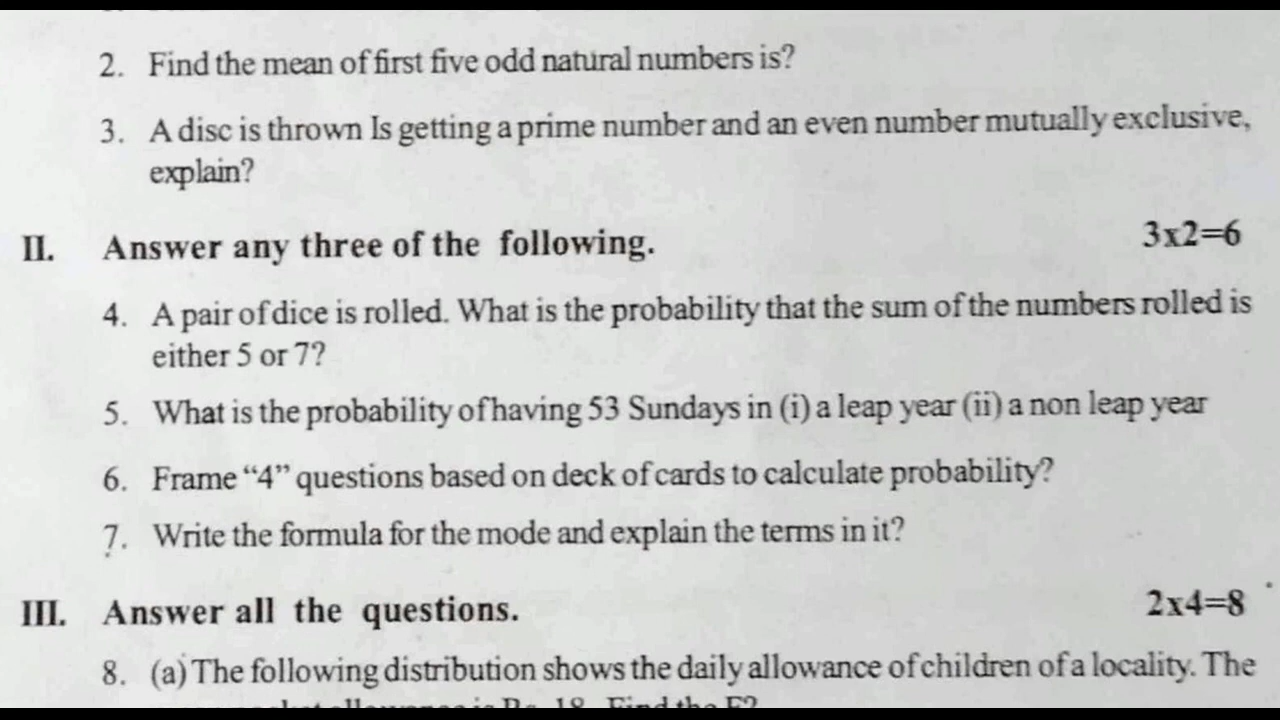 2. Find the mean of first five odd natural numbers is?
3. A disc is thrown Is getting a prime number and an even number mutually exclusive,
explain?
II. Answer any three of the following. 3x2=6
4. A pair of dice is rolled. What is the probability that the sum of the numbers rolled is
either 5 or 7?
5. What is the probability of having 53 Sundays in (i) a leap year (ii) a non leap year
6. Frame “4” questions based on deck of cards to calculate probability?
7. Write the formula for the mode and explain the terms in it?
III. Answer all the questions. 2x4=8
8. (a) The following distribution shows the daily allowance of children of a locality. The
allowance is Rs. 18. Find the F?